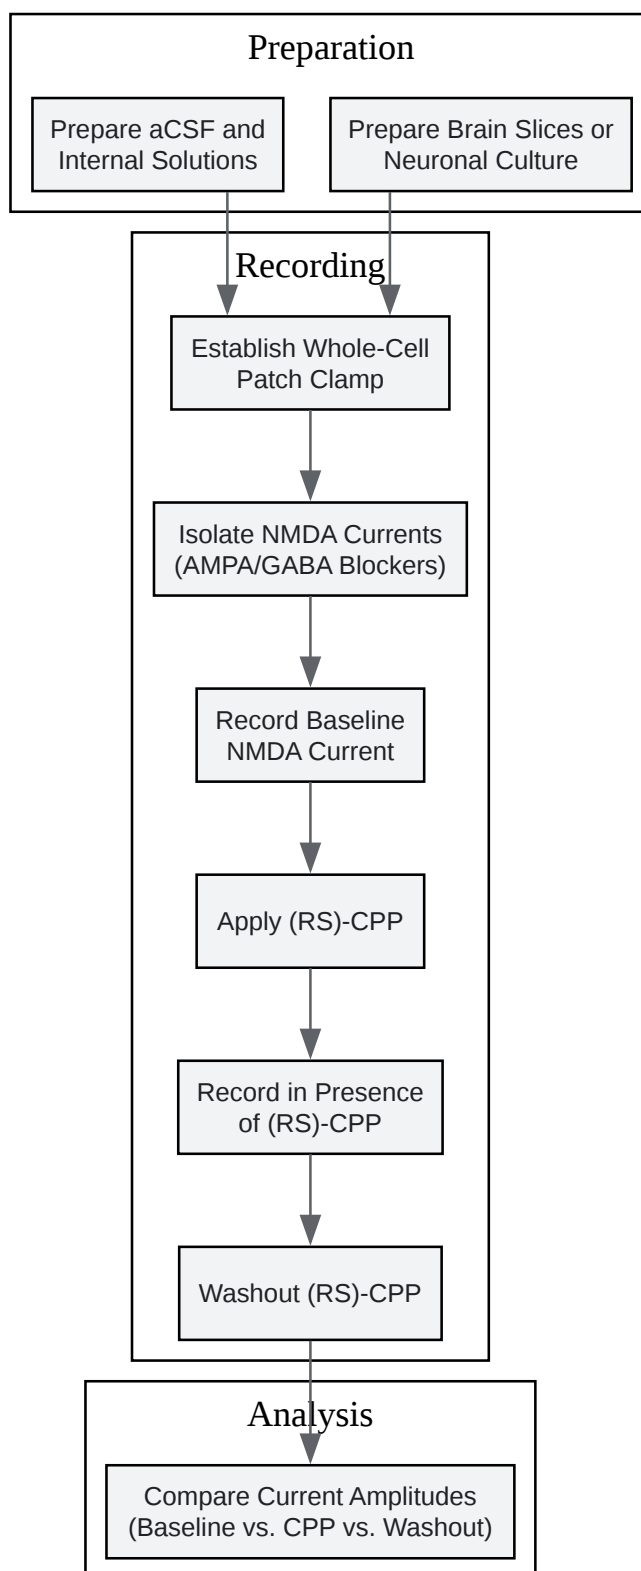 Preparation
Prepare aCSF and
Internal Solutions
Prepare Brain Slices or
Neuronal Culture
Recording
Establish Whole-Cell
Patch Clamp
Isolate NMDA Currents
(AMPA/GABA Blockers)
Record Baseline
NMDA Current
Apply (RS)-CPP
Record in Presence
of (RS)-CPP
Washout (RS)-CPP
Analysis
Compare Current Amplitudes
(Baseline vs. CPP vs. Washout)